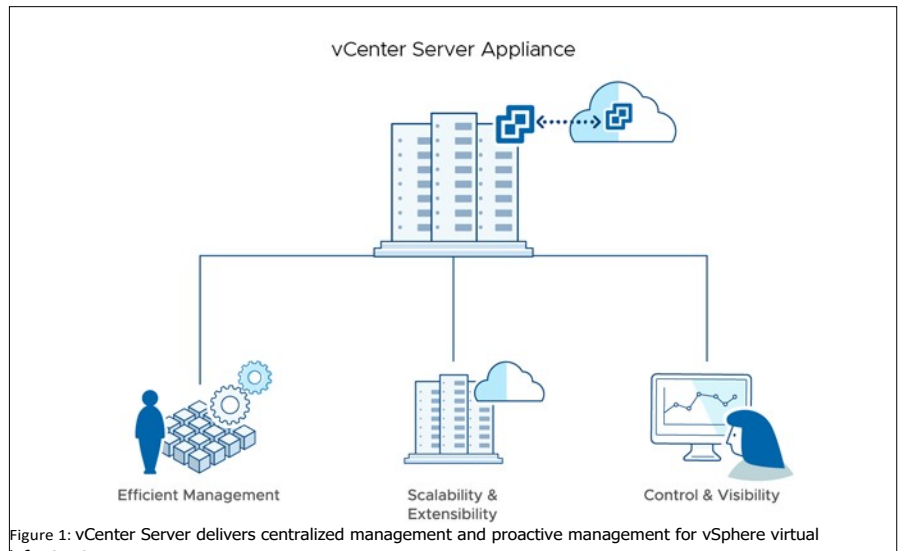 vCenter Server Appliance
Efficient Management
Scalability &
Extensibility
Control & Visibility
Figure 1: vCenter Server delivers centralized management and proactive management for vSphere virtual